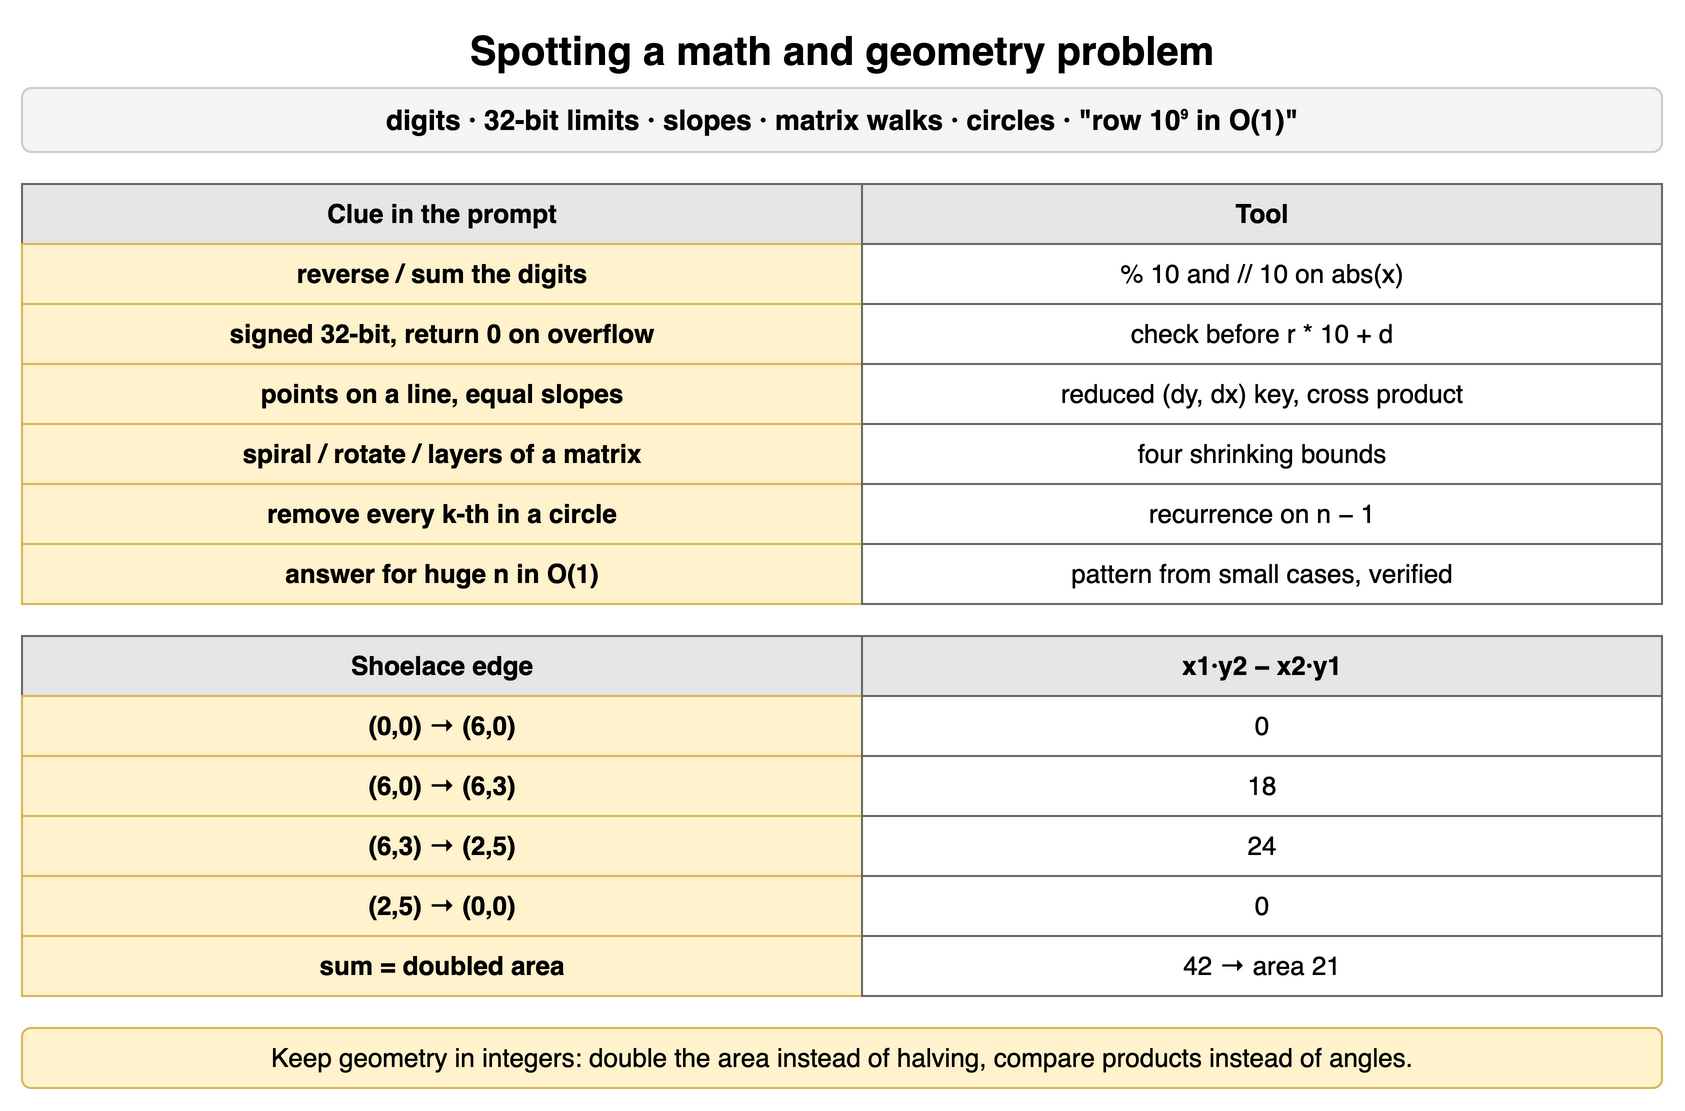 Spotting a math and geometry problem
digits · 32-bit limits · slopes · matrix walks · circles · "row 10⁹ in O(1)"
Clue in the prompt Tool
reverse / sum the digits % 10 and // 10 on abs(x)
signed 32-bit, return 0 on overflow check before r * 10 + d
points on a line, equal slopes reduced (dy, dx) key, cross product
spiral / rotate / layers of a matrix four shrinking bounds
remove every k-th in a circle recurrence on n − 1
answer for huge n in O(1) pattern from small cases, verified
Shoelace edge x1·y2 − x2·y1
(0,0) → (6,0) 0
(6,0) → (6,3) 18
(6,3) → (2,5) 24
(2,5) → (0,0) 0
sum = doubled area 42 → area 21
Keep geometry in integers: double the area instead of halving, compare products instead of angles.